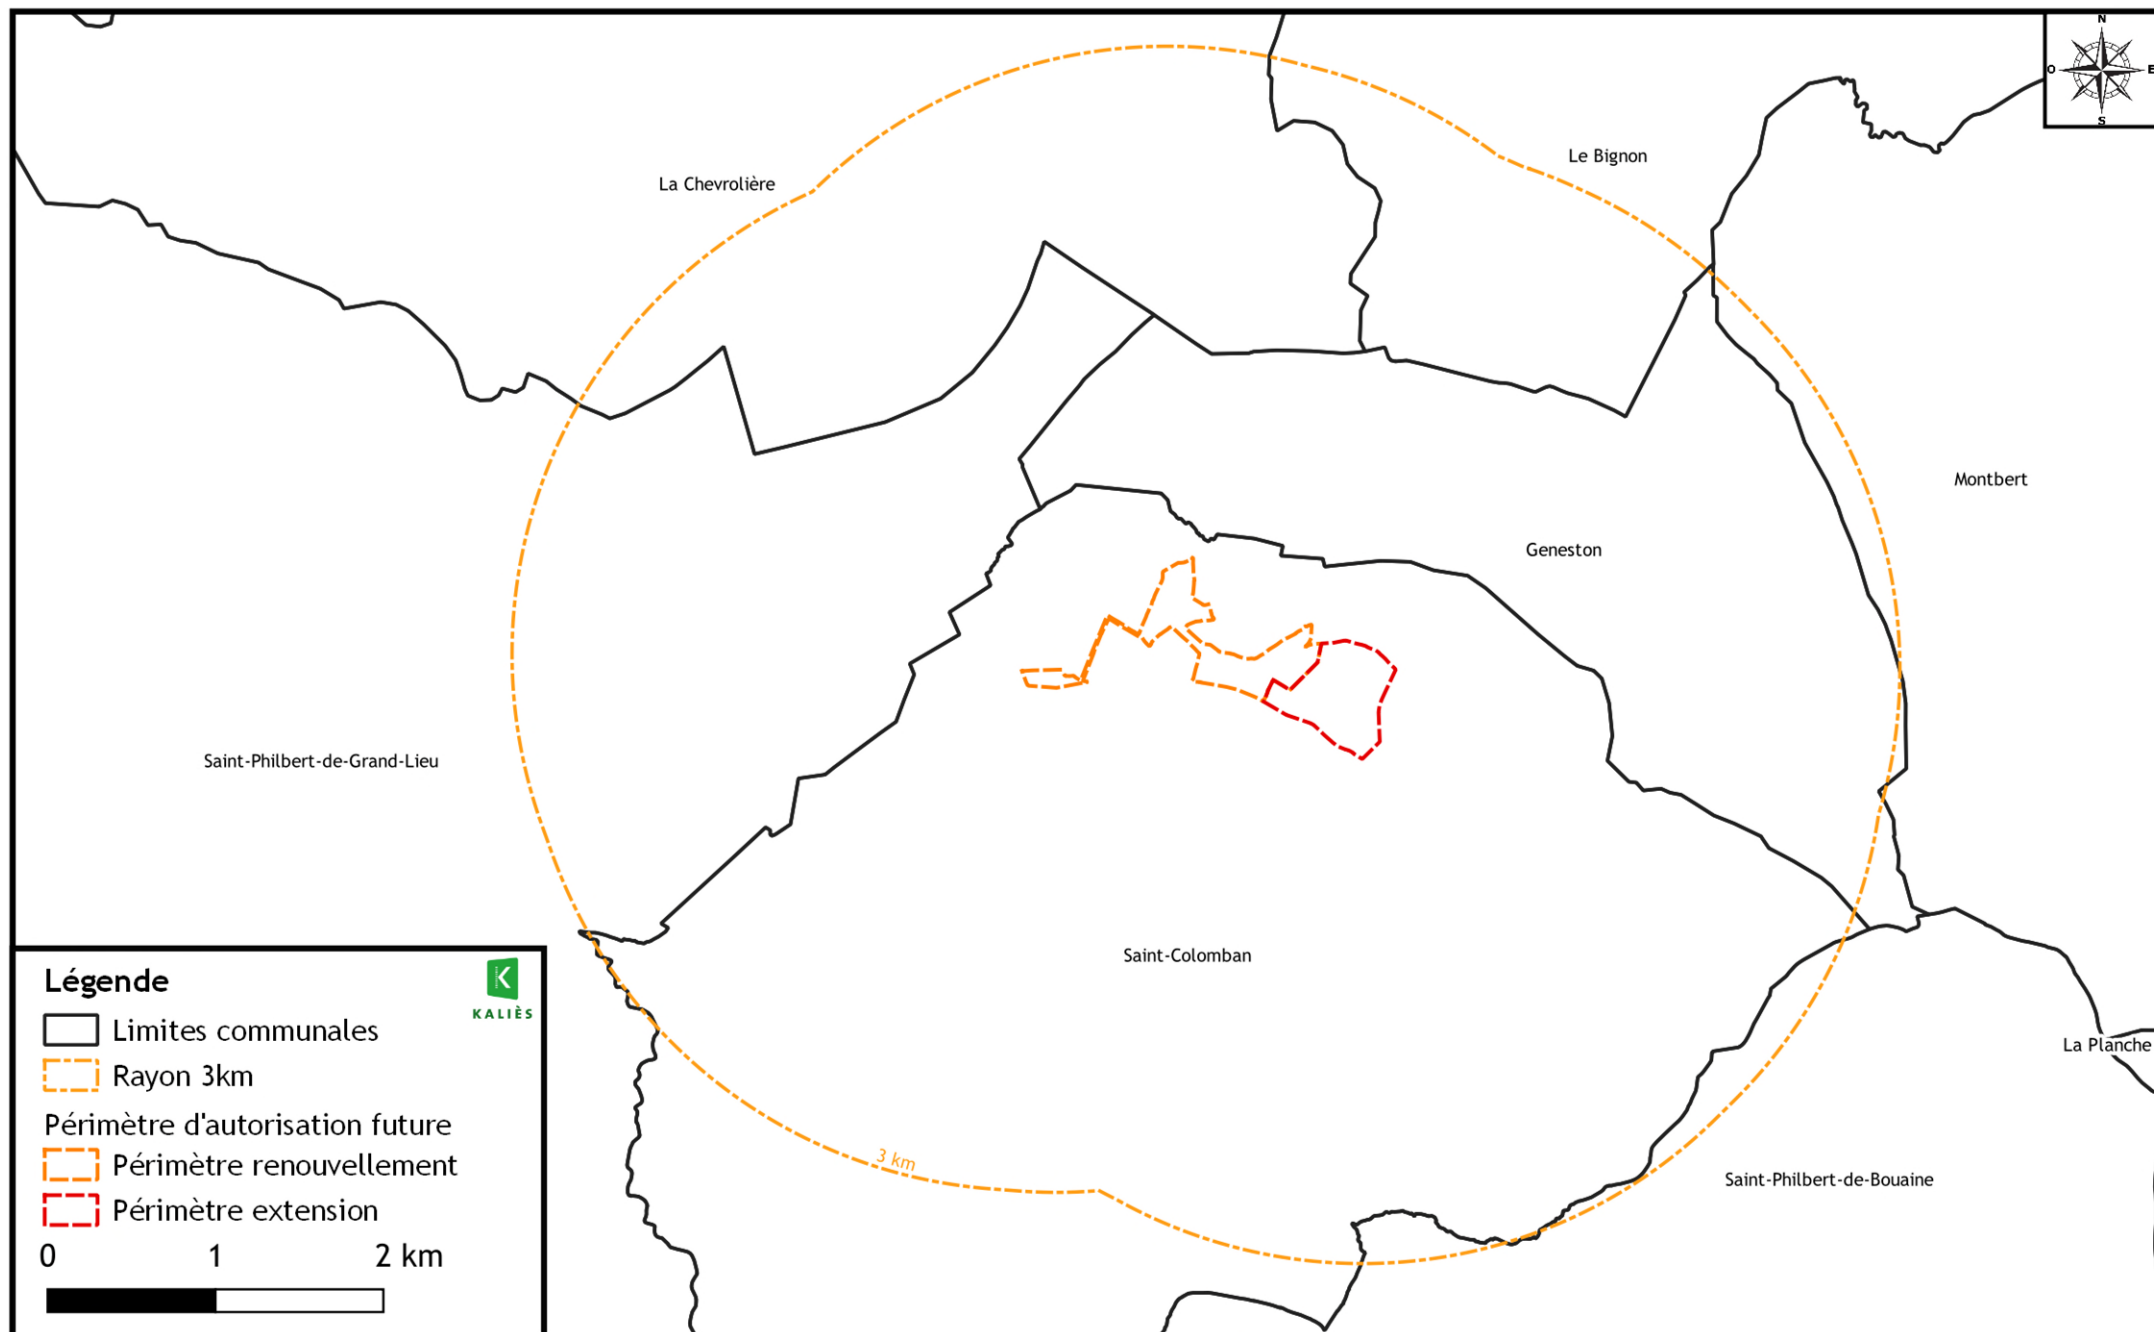 N
O E
S
Le Bignon
La Chevrolière
Montbert
Geneston
Saint-Philbert-de-Grand-Lieu
Saint-Colomban
La Planche
3 km
Saint-Philbert-de-Bouaine
Légende
KALIÈS
Limites communales
Rayon 3km
Périmètre d'autorisation future
Périmètre renouvellement
Périmètre extension
0 1 2 km